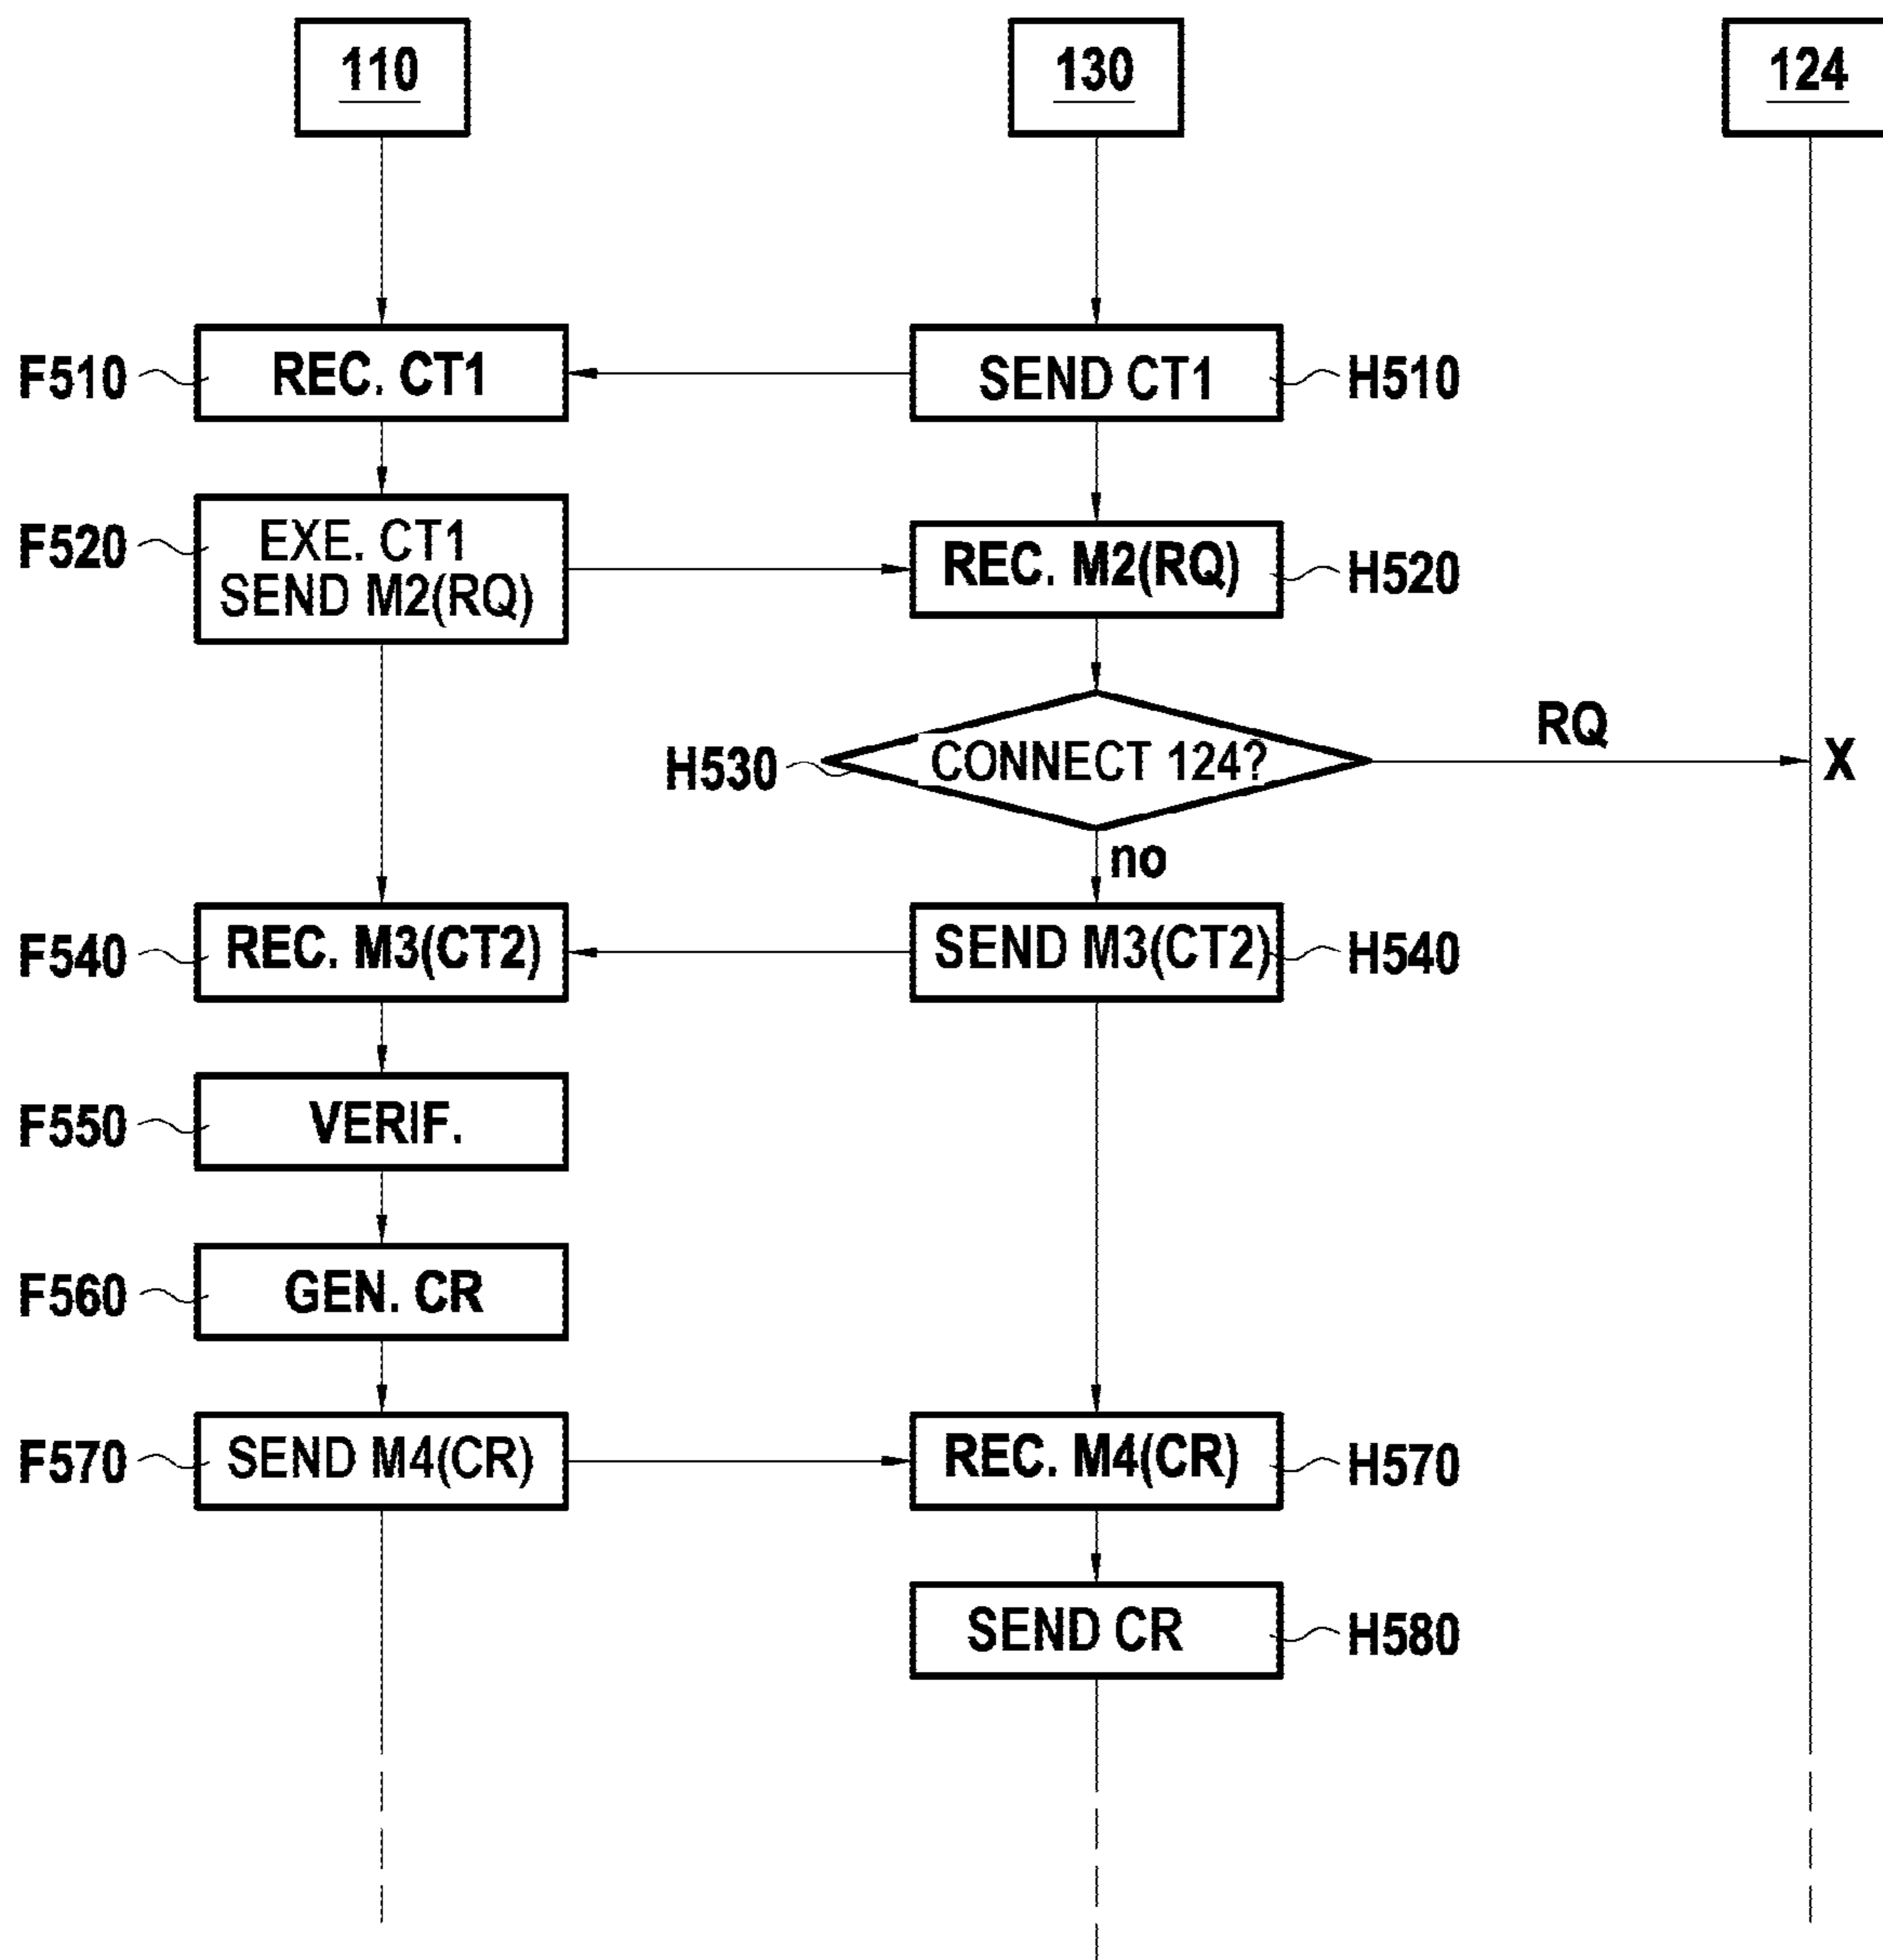 110
130
124
F510
REC. CT1
SEND CT1
H510
F520
EXE. CT1
SEND M2(RQ)
REC. M2(RQ)
H520
RQ
H530
CONNECT 124?
X
no
F540
REC. M3(CT2)
SEND M3(CT2)
H540
F550
VERIF.
F560
GEN. CR
F570
SEND M4(CR)
REC. M4(CR)
H570
SEND CR
H580